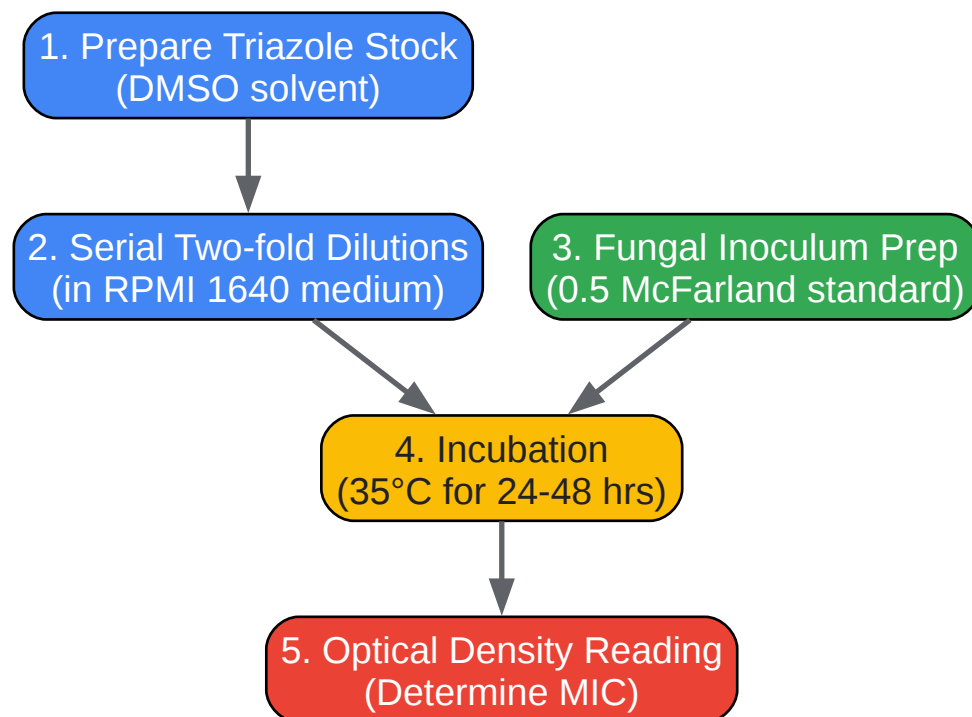 1. Prepare Triazole Stock
(DMSO solvent)
2. Serial Two-fold Dilutions
(in RPMI 1640 medium)
3. Fungal Inoculum Prep
(0.5 McFarland standard)
4. Incubation
(35°C for 24-48 hrs)
5. Optical Density Reading
(Determine MIC)